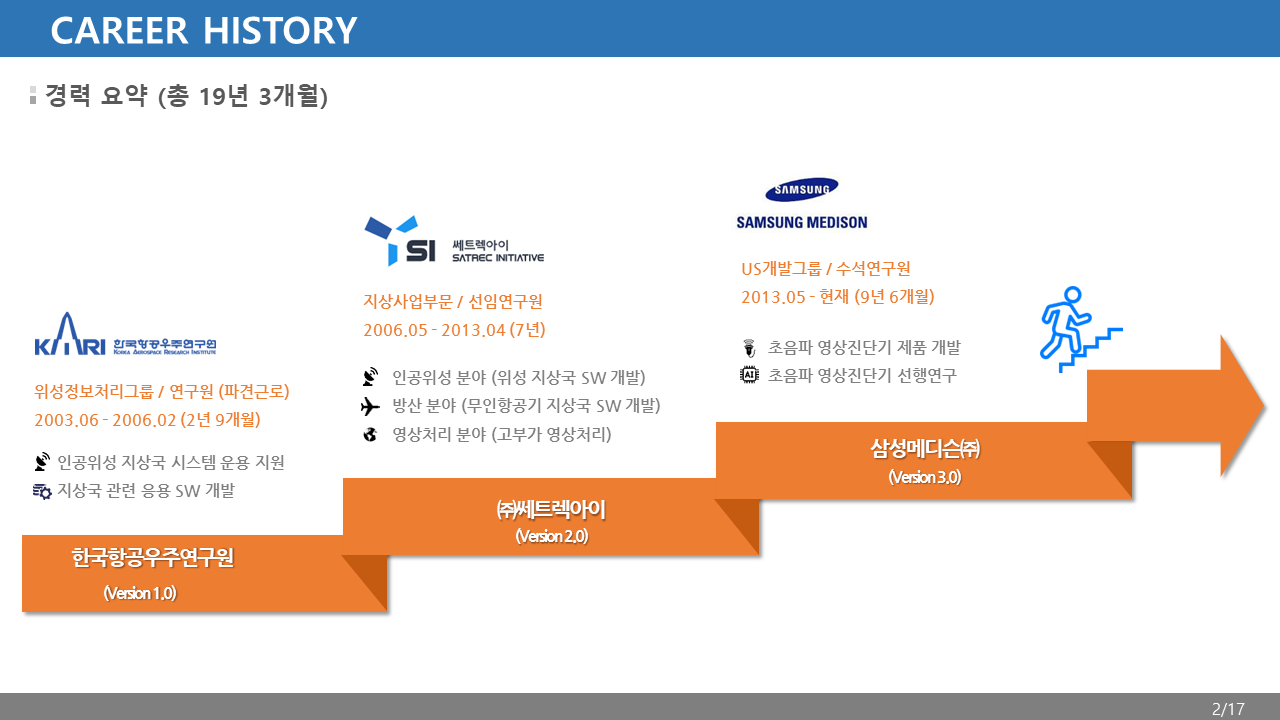 CAREER HISTORY
경력 요약 (총 19년 3개월)
KARI 한국항공우주연구원
KOREA AEROSPACE RESEARCH INSTITUTE
위성정보처리그룹 / 연구원 (파견근로)
2003.06 - 2006.02 (2년 9개월)
인공위성 지상국 시스템 운용 지원
지상국 관련 응용 SW 개발
한국항공우주연구원
(Version 1.0)
SI 쎄트렉아이
SATREC INITIATIVE
지상사업부문 / 선임연구원
2006.05 - 2013.04 (7년)
인공위성 분야 (위성 지상국 SW 개발)
방산 분야 (무인항공기 지상국 SW 개발)
영상처리 분야 (고부가 영상처리)
㈜쎄트렉아이
(Version 2.0)
SAMSUNG
SAMSUNG MEDISON
US개발그룹 / 수석연구원
2013.05 - 현재 (9년 6개월)
초음파 영상진단기 제품 개발
AI 초음파 영상진단기 선행연구
삼성메디슨㈜
(Version 3.0)
2/17